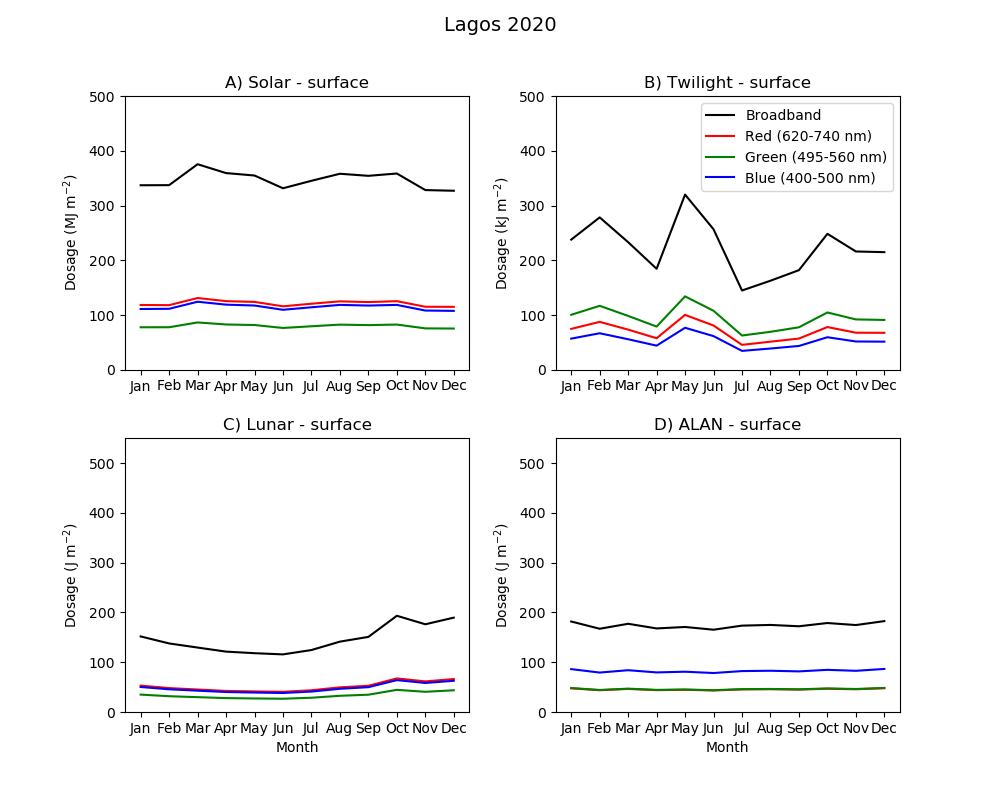 Lagos 2020
A) Solar - surface
500
400
300
200
100
0
Dosage (MJ m⁻²)
Jan Feb Mar Apr May Jun Jul Aug Sep Oct Nov Dec
B) Twilight - surface
500
400
300
200
100
0
Dosage (kJ m⁻²)
Broadband
Red (620-740 nm)
Green (495-560 nm)
Blue (400-500 nm)
Jan Feb Mar Apr May Jun Jul Aug Sep Oct Nov Dec
C) Lunar - surface
500
400
300
200
100
0
Dosage (J m⁻²)
Jan Feb Mar Apr May Jun Jul Aug Sep Oct Nov Dec
Month
D) ALAN - surface
500
400
300
200
100
0
Dosage (J m⁻²)
Jan Feb Mar Apr May Jun Jul Aug Sep Oct Nov Dec
Month